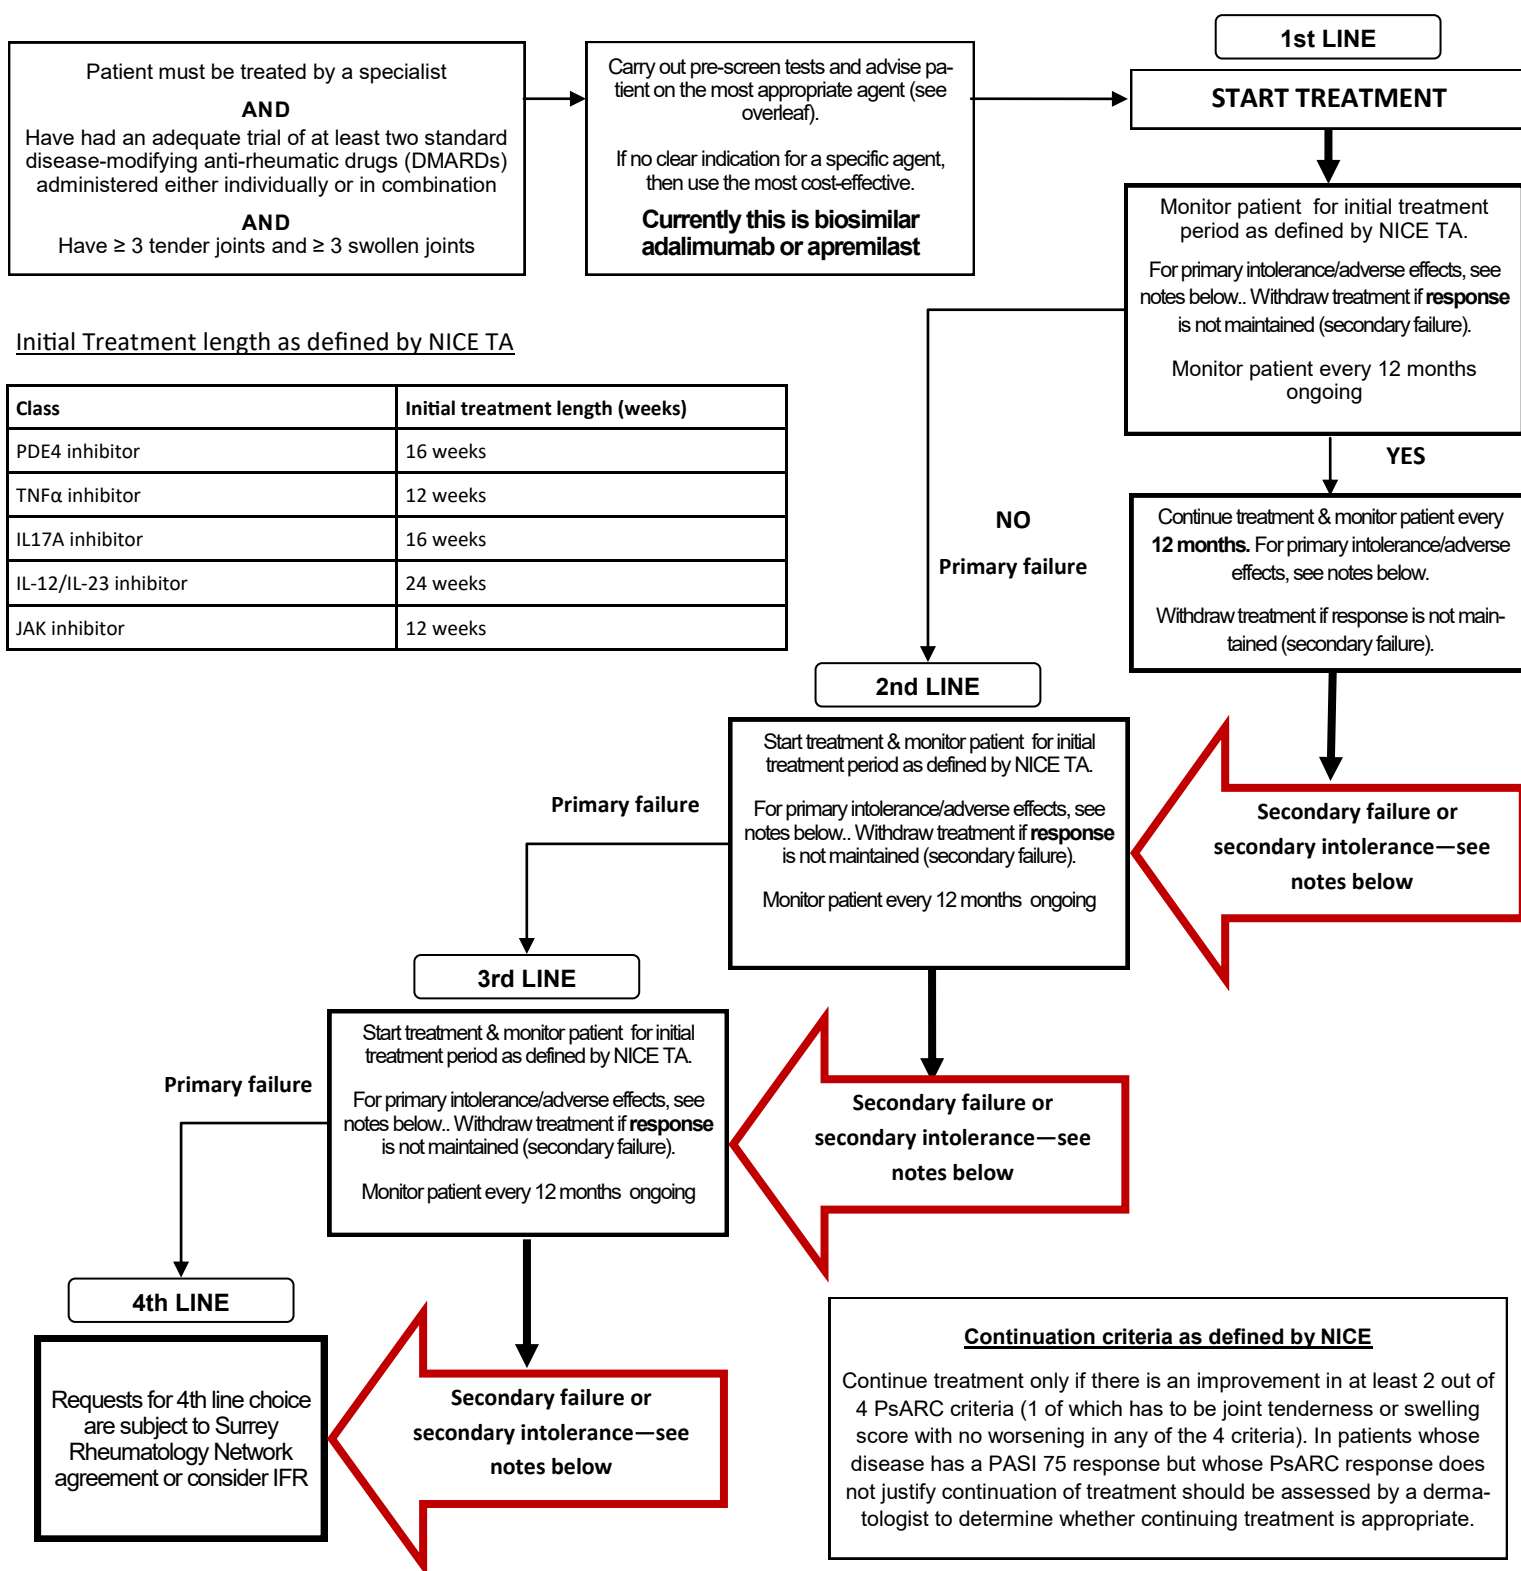 Patient must be treated by a specialist
AND
Have had an adequate trial of at least two standard
disease-modifying anti-rheumatic drugs (DMARDs)
administered either individually or in combination
AND
Have ≥ 3 tender joints and ≥ 3 swollen joints
Carry out pre-screen tests and advise pa-
tient on the most appropriate agent (see
overleaf).
If no clear indication for a specific agent,
then use the most cost-effective.
Currently this is biosimilar
adalimumab or apremilast
1st LINE
START TREATMENT
Monitor patient for initial treatment
period as defined by NICE TA.
For primary intolerance/adverse effects, see
notes below.. Withdraw treatment if response
is not maintained (secondary failure).
Monitor patient every 12 months
ongoing
YES
Continue treatment & monitor patient every
12 months. For primary intolerance/adverse
effects, see notes below.
Withdraw treatment if response is not main-
tained (secondary failure).
Initial Treatment length as defined by NICE TA
Class Initial treatment length (weeks)
PDE4 inhibitor 16 weeks
TNFα inhibitor 12 weeks
IL17A inhibitor 16 weeks
IL-12/IL-23 inhibitor 24 weeks
JAK inhibitor 12 weeks
NO
Primary failure
2nd LINE
Start treatment & monitor patient for initial
treatment period as defined by NICE TA.
For primary intolerance/adverse effects, see
notes below.. Withdraw treatment if response
is not maintained (secondary failure).
Monitor patient every 12 months ongoing
Secondary failure or
secondary intolerance—see
notes below
Primary failure
3rd LINE
Start treatment & monitor patient for initial
treatment period as defined by NICE TA.
For primary intolerance/adverse effects, see
notes below.. Withdraw treatment if response
is not maintained (secondary failure).
Monitor patient every 12 months ongoing
Secondary failure or
secondary intolerance—see
notes below
Primary failure
4th LINE
Requests for 4th line choice
are subject to Surrey
Rheumatology Network
agreement or consider IFR
Secondary failure or
secondary intolerance—see
notes below
Continuation criteria as defined by NICE
Continue treatment only if there is an improvement in at least 2 out of
4 PsARC criteria (1 of which has to be joint tenderness or swelling
score with no worsening in any of the 4 criteria). In patients whose
disease has a PASI 75 response but whose PsARC response does
not justify continuation of treatment should be assessed by a derma-
tologist to determine whether continuing treatment is appropriate.